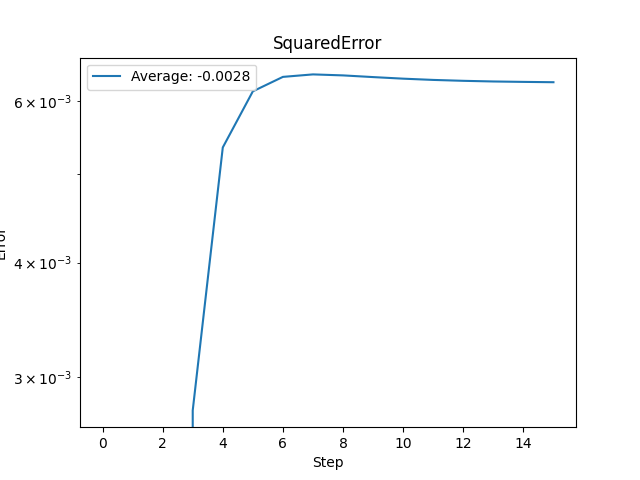 SquaredError
Average: -0.0028
6 × 10⁻³
4 × 10⁻³
3 × 10⁻³
Error
0 2 4 6 8 10 12 14
Step